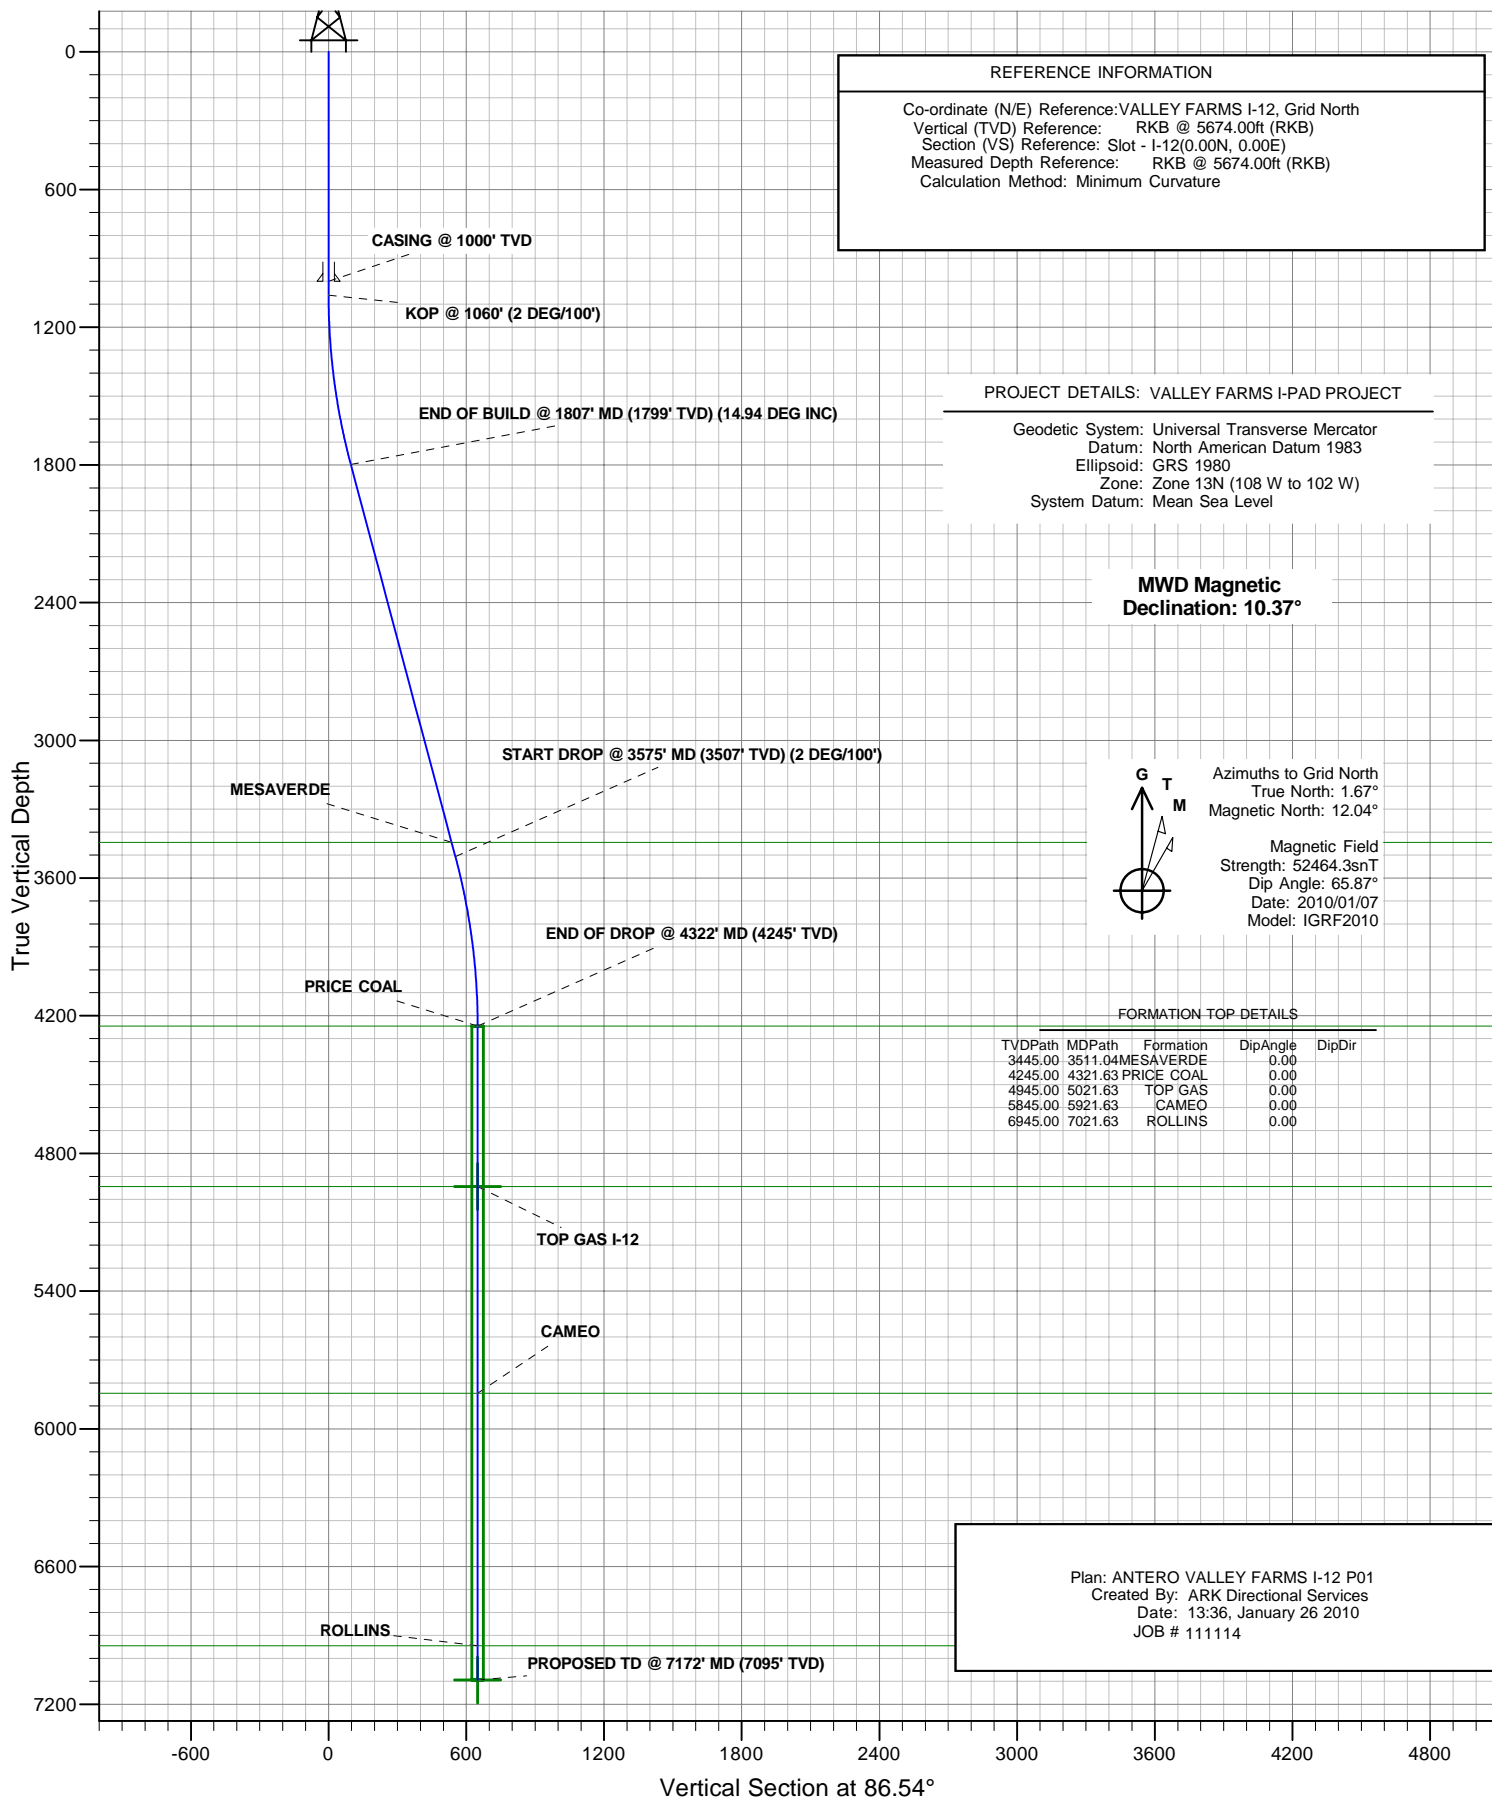 REFERENCE INFORMATION
Co-ordinate (N/E) Reference: VALLEY FARMS I-12, Grid North
Vertical (TVD) Reference: RKB @ 5674.00ft (RKB)
Section (VS) Reference: Slot - I-12(0.00N, 0.00E)
Measured Depth Reference: RKB @ 5674.00ft (RKB)
Calculation Method: Minimum Curvature
PROJECT DETAILS: VALLEY FARMS I-PAD PROJECT
Geodetic System: Universal Transverse Mercator
Datum: North American Datum 1983
Ellipsoid: GRS 1980
Zone: Zone 13N (108 W to 102 W)
System Datum: Mean Sea Level
MWD Magnetic
Declination: 10.37°
G
T
M
Azimuths to Grid North
True North: 1.67°
Magnetic North: 12.04°
Magnetic Field
Strength: 52464.3snT
Dip Angle: 65.87°
Date: 2010/01/07
Model: IGRF2010
FORMATION TOP DETAILS
TVDPath MDPath Formation DipAngle DipDir
3445.00 3511.04 MESAVERDE 0.00
4245.00 4321.63 PRICE COAL 0.00
4945.00 5021.63 TOP GAS 0.00
5845.00 5921.63 CAMEO 0.00
6945.00 7021.63 ROLLINS 0.00
Plan: ANTERO VALLEY FARMS I-12 P01
Created By: ARK Directional Services
Date: 13:36, January 26 2010
JOB # 111114
CASING @ 1000' TVD
KOP @ 1060' (2 DEG/100')
END OF BUILD @ 1807' MD (1799' TVD) (14.94 DEG INC)
START DROP @ 3575' MD (3507' TVD) (2 DEG/100')
MESAVERDE
END OF DROP @ 4322' MD (4245' TVD)
PRICE COAL
TOP GAS I-12
CAMEO
ROLLINS
PROPOSED TD @ 7172' MD (7095' TVD)
True Vertical Depth
0
600
1200
1800
2400
3000
3600
4200
4800
5400
6000
6600
7200
-600 0 600 1200 1800 2400 3000 3600 4200 4800
Vertical Section at 86.54°